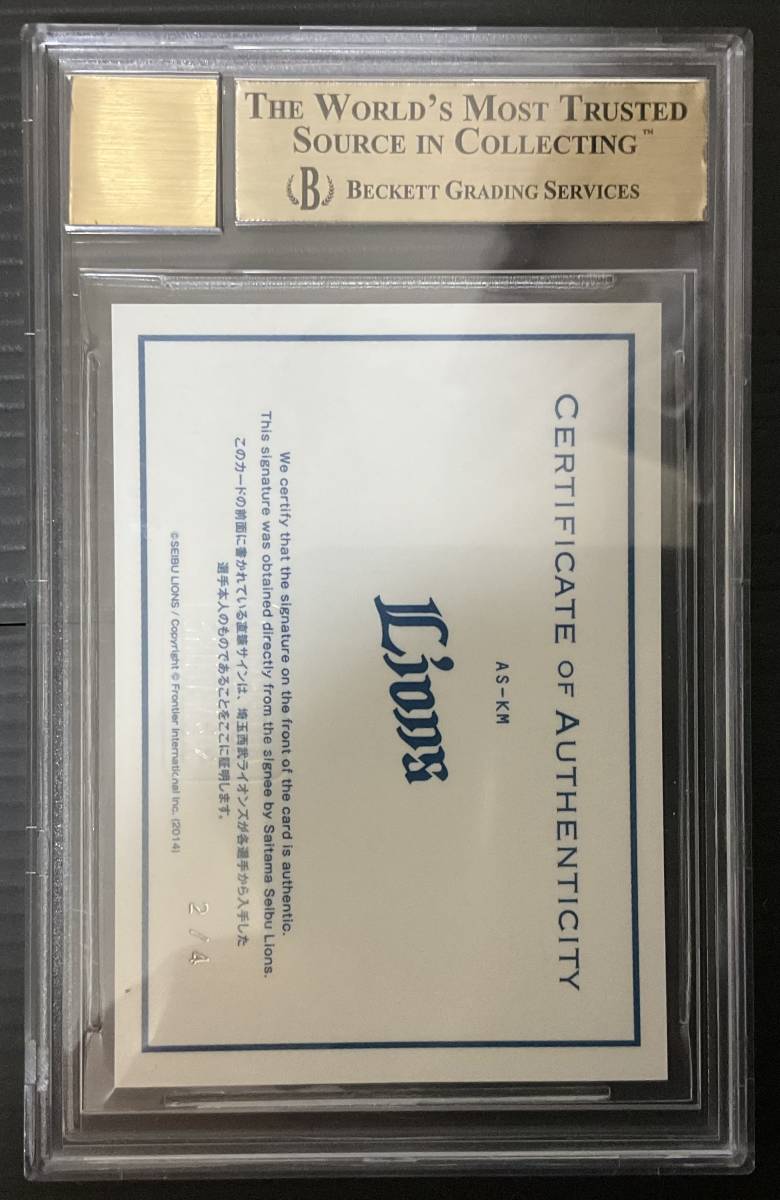 THE WORLD'S MOST TRUSTED
SOURCE IN COLLECTING™
B BECKETT GRADING SERVICES
CERTIFICATE OF AUTHENTICITY
AS-KM
Lions
We certify that the signature on the front of the card is authentic.
This signature was obtained directly from the signee by Saitama Seibu Lions.
このカードの前面に書かれている直筆サインは、埼玉西武ライオンズが各選手から入手した
選手本人のものであることをここに証明します。
©SEIBU LIONS / Copyright © Frontier International Inc. (2014)
2/4